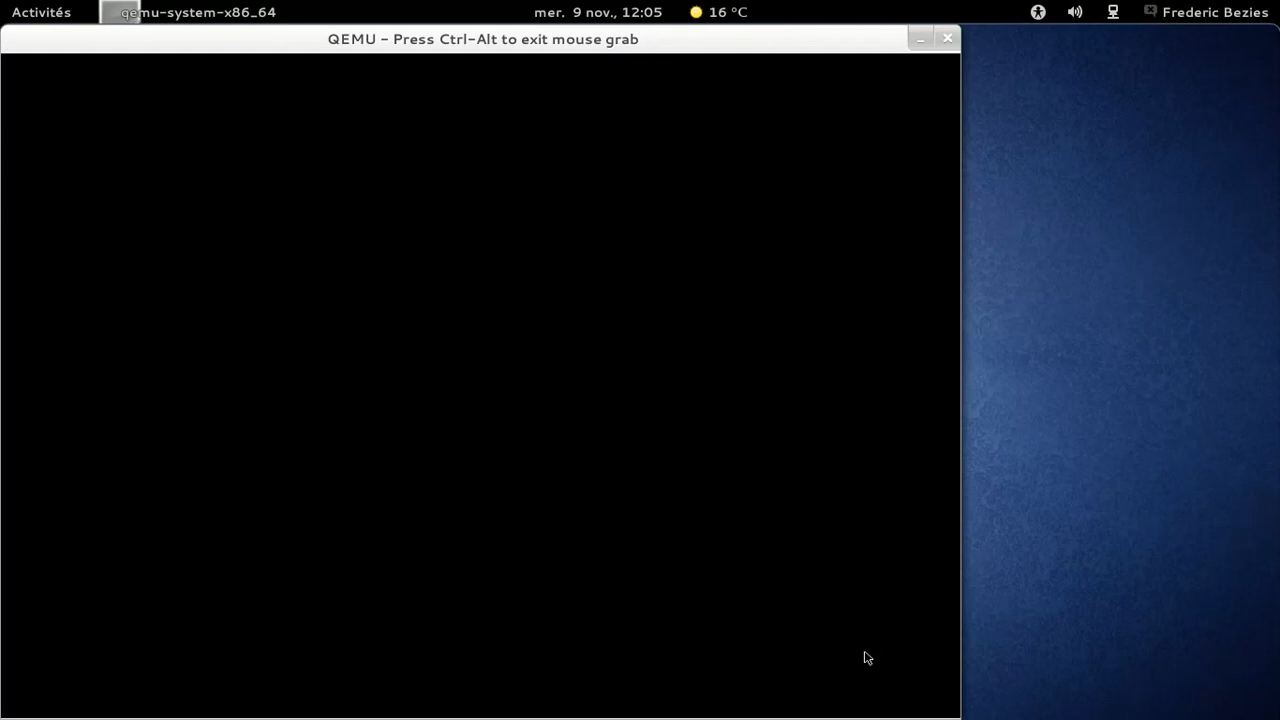 Activités qemu-system-x86_64 mer. 9 nov., 12:05 16 °C Frederic Bezies
QEMU - Press Ctrl-Alt to exit mouse grab